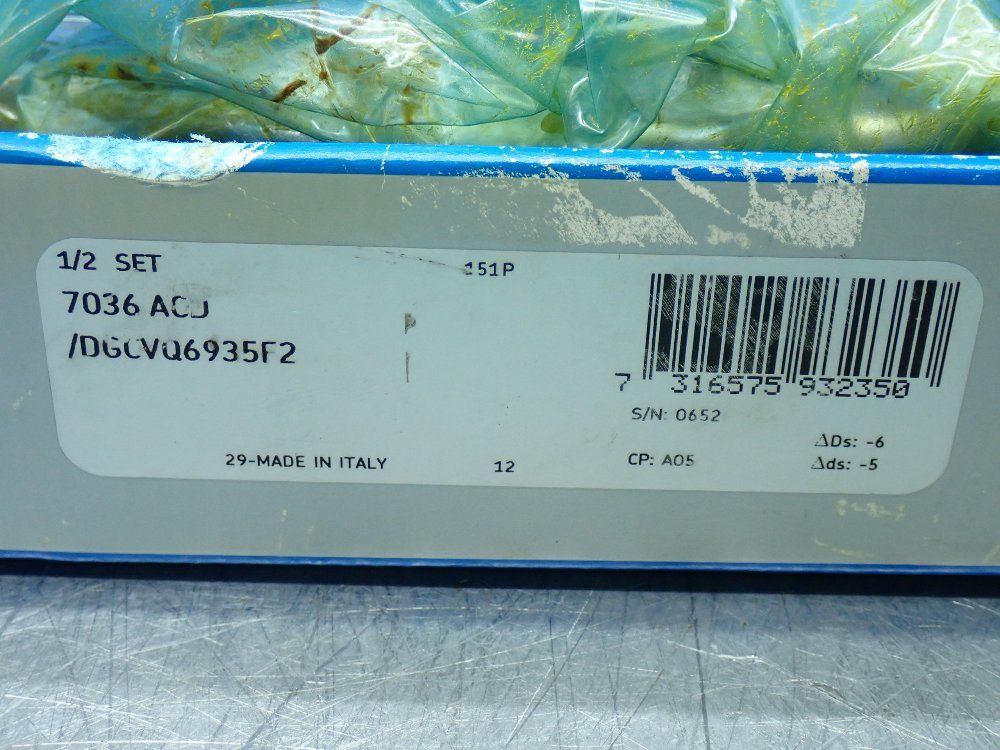 1/2 SET
151P
7036
/DGCVQ6935F2
7 316575 932350
S/N: 0652
ΔDs: -6
CP: A05
Δds: -5
29-MADE IN ITALY
12